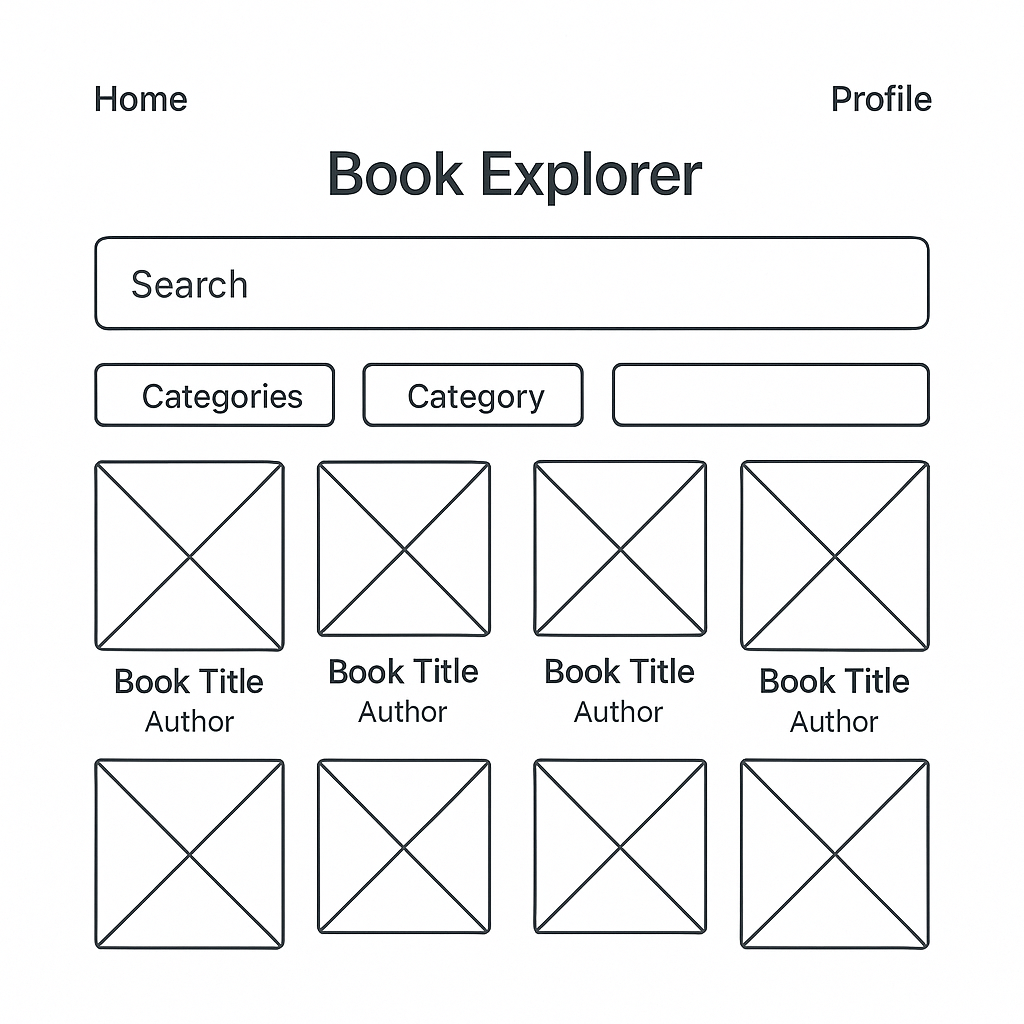 Home
Profile
Book Explorer
Search
Categories
Category
Book Title
Author
Book Title
Author
Book Title
Author
Book Title
Author